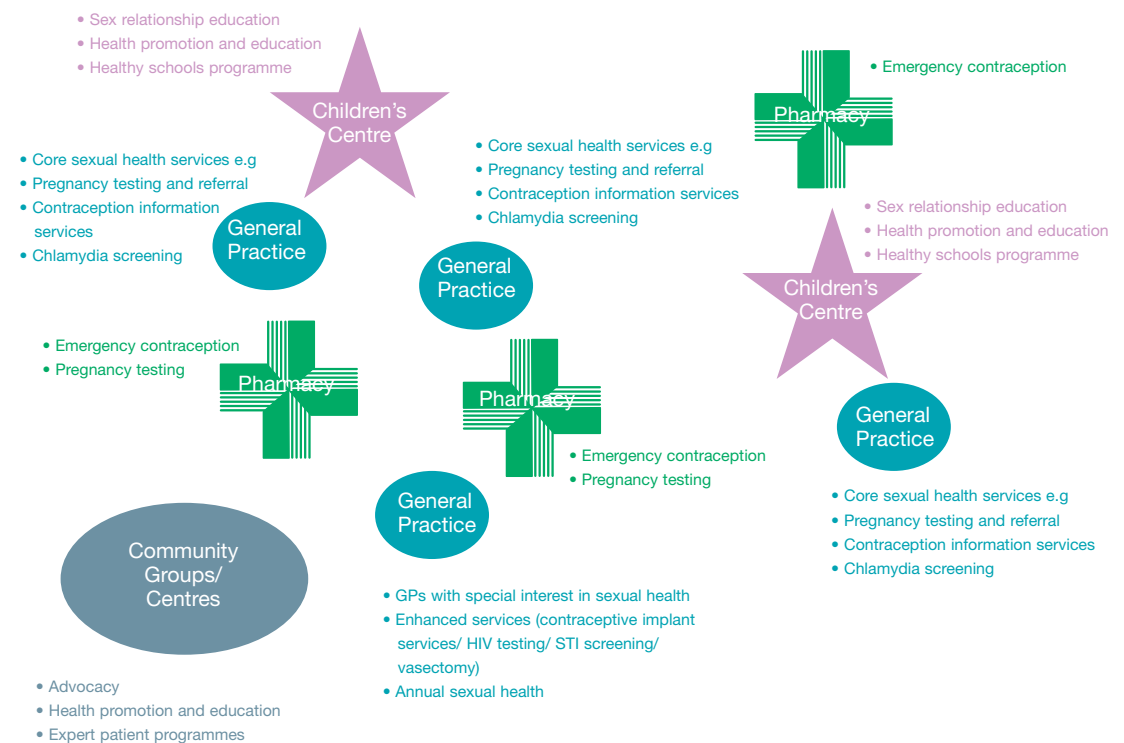 • Sex relationship education
• Health promotion and education
• Healthy schools programme
Children's
Centre
• Emergency contraception
Pharmacy
• Core sexual health services e.g
• Pregnancy testing and referral
• Contraception information
services
• Chlamydia screening
General
Practice
• Core sexual health services e.g
• Pregnancy testing and referral
• Contraception information services
• Chlamydia screening
General
Practice
• Sex relationship education
• Health promotion and education
• Healthy schools programme
Children's
Centre
• Emergency contraception
• Pregnancy testing
Pharmacy
Pharmacy
• Emergency contraception
• Pregnancy testing
General
Practice
• Core sexual health services e.g
• Pregnancy testing and referral
• Contraception information services
• Chlamydia screening
General
Practice
• GPs with special interest in sexual health
• Enhanced services (contraceptive implant
services/ HIV testing/ STI screening/
vasectomy)
• Annual sexual health
Community
Groups/
Centres
• Advocacy
• Health promotion and education
• Expert patient programmes